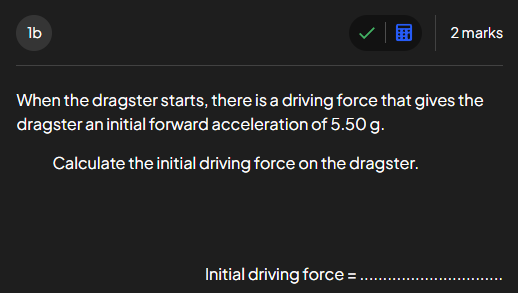 1b
2 marks
When the dragster starts, there is a driving force that gives the
dragster an initial forward acceleration of 5.50 g.
Calculate the initial driving force on the dragster.
Initial driving force = ...............................